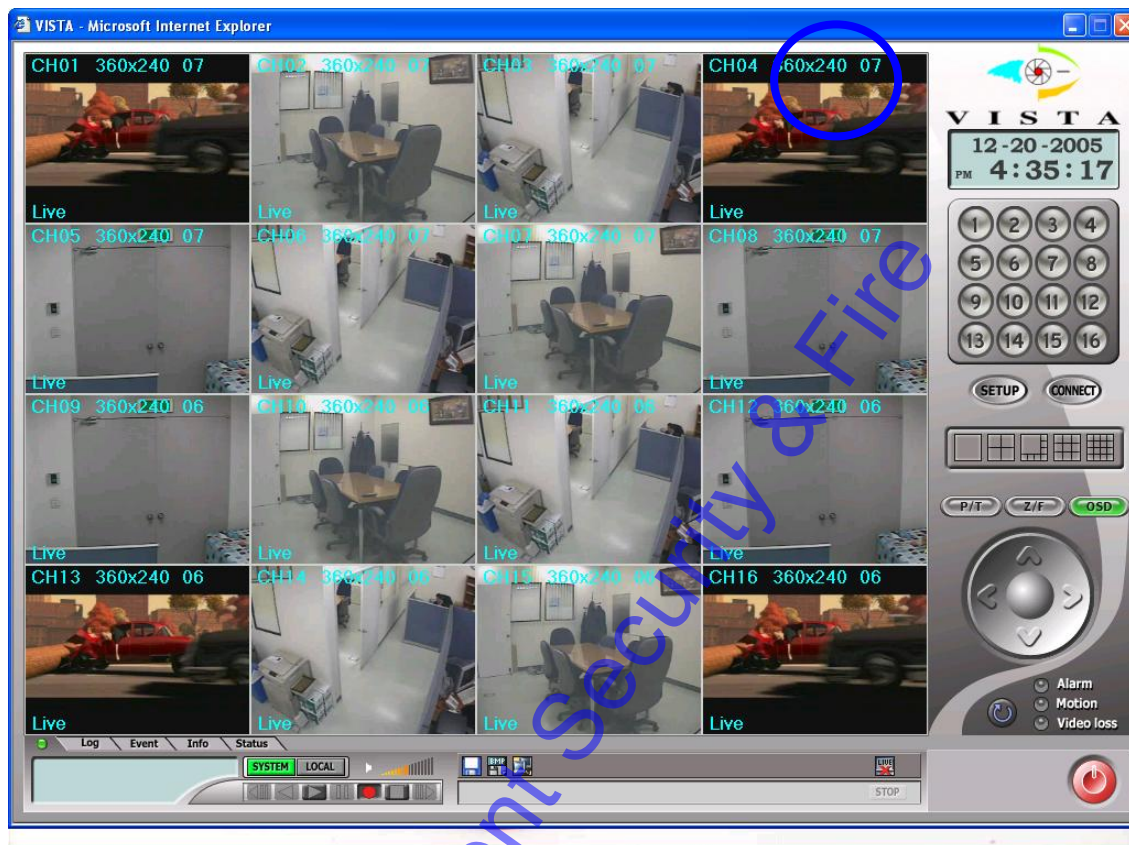 VISTA - Microsoft Internet Explorer
CH01 360x240 07
CH02 360x240 07
CH03 360x240 07
CH04 360x240 07
Live
Live
Live
Live
CH05 360x240 07
CH06 360x240 07
CH07 360x240 07
CH08 360x240 07
Live
Live
Live
Live
CH09 360x240 06
CH10 360x240 06
CH11 360x240 06
CH12 360x240 06
Live
Live
Live
Live
CH13 360x240 06
CH14 360x240 06
CH15 360x240 06
CH16 360x240 06
Live
Live
Live
Live
VISTA
12-20-2005
PM 4:35:17
1 2 3 4
5 6 7 8
9 10 11 12
13 14 15 16
SETUP CONNECT
P/T Z/F OSD
Alarm
Motion
Video loss
Log Event Info Status
SYSTEM LOCAL
BMP
LIVE
STOP
ent Security & Fire